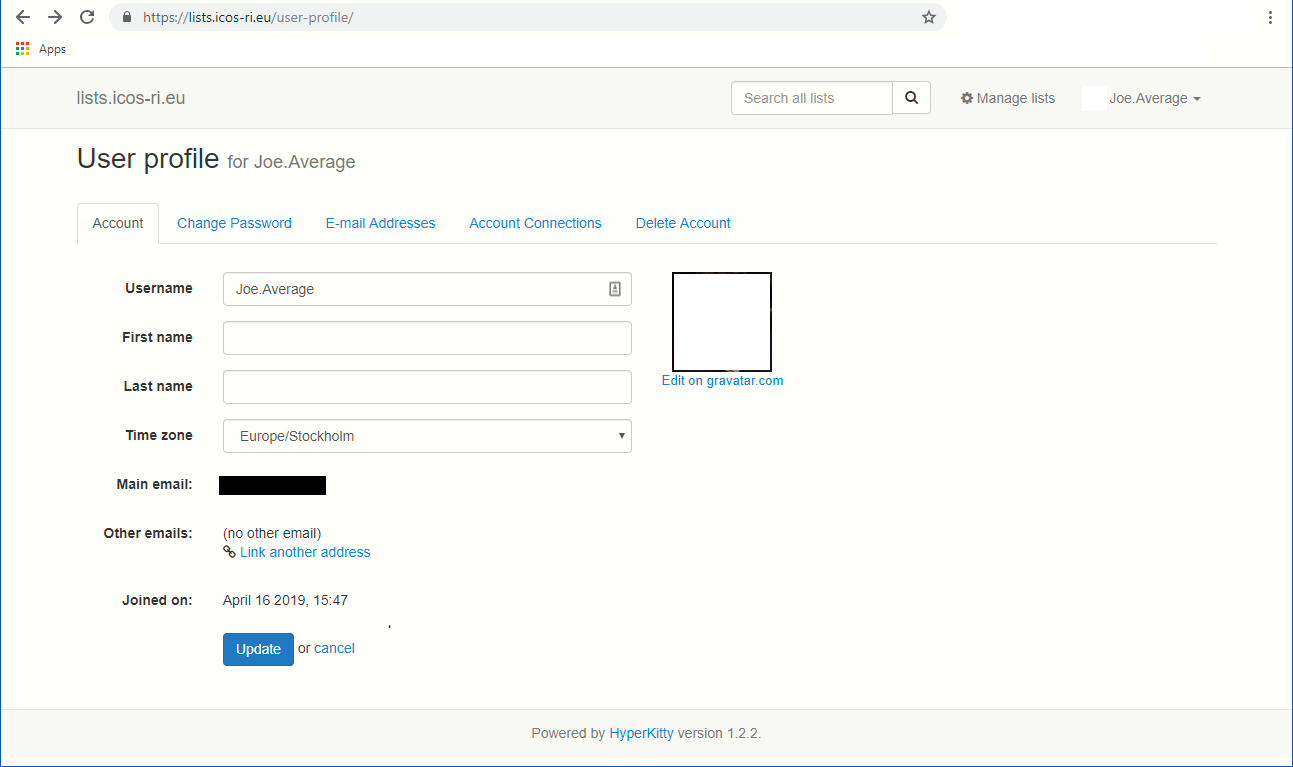 https://lists.icos-ri.eu/user-profile/
Apps
lists.icos-ri.eu
Search all lists
Manage lists
Joe.Average
User profile for Joe.Average
Account Change Password E-mail Addresses Account Connections Delete Account
Username Joe.Average
First name
Edit on gravatar.com
Last name
Time zone Europe/Stockholm
Main email:
Other emails: (no other email)
Link another address
Joined on: April 16 2019, 15:47
Update or cancel
Powered by HyperKitty version 1.2.2.